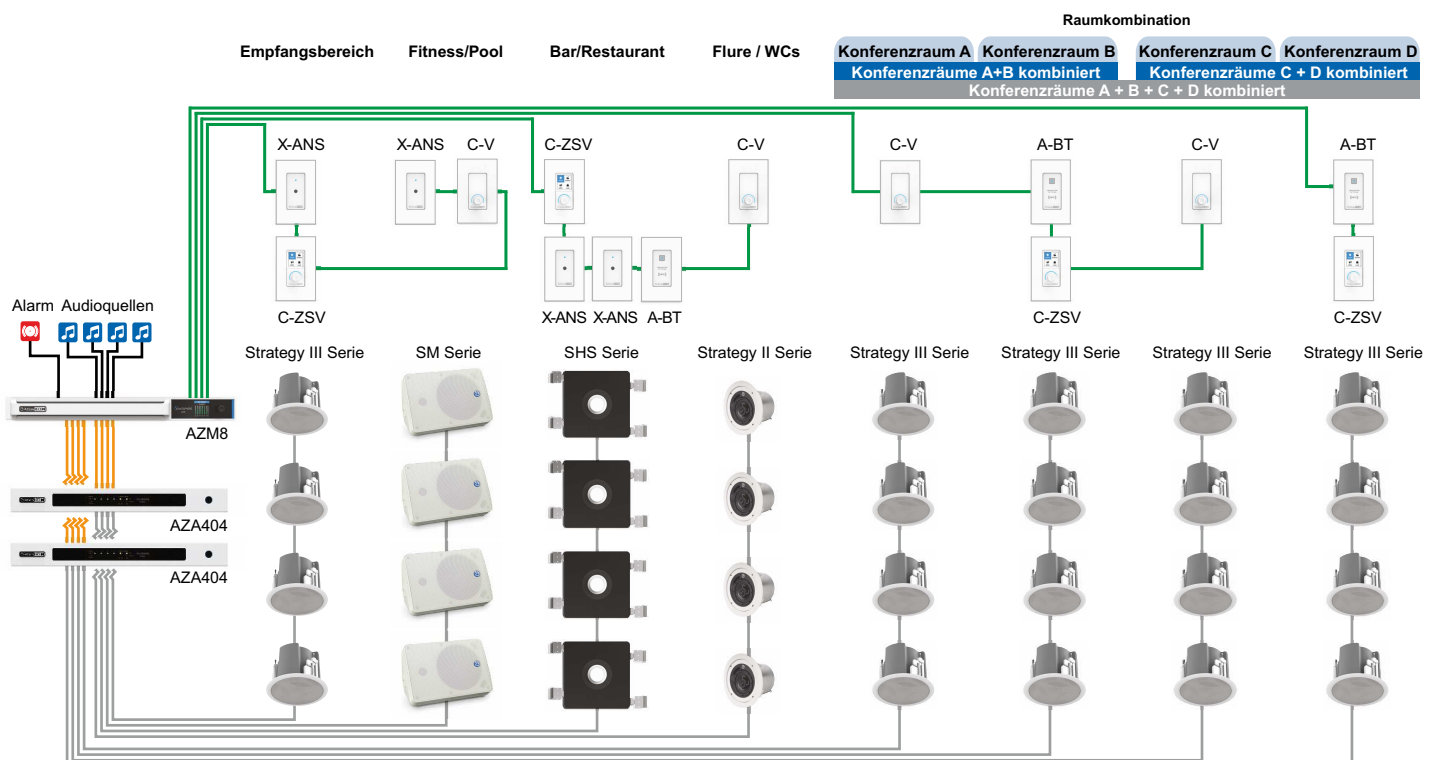 Raumkombination
Empfangsbereich Fitness/Pool Bar/Restaurant Flure / WCs Konferenzraum A Konferenzraum B Konferenzraum C Konferenzraum D
Konferenzräume A+B kombiniert Konferenzräume C + D kombiniert
Konferenzräume A + B + C + D kombiniert
X-ANS X-ANS C-V C-ZSV C-V C-V A-BT C-V A-BT
C-ZSV X-ANS X-ANS A-BT C-ZSV C-ZSV
Alarm Audioquellen
Strategy III Serie SM Serie SHS Serie Strategy II Serie Strategy III Serie Strategy III Serie Strategy III Serie Strategy III Serie
AZM8
AZA404
AZA404